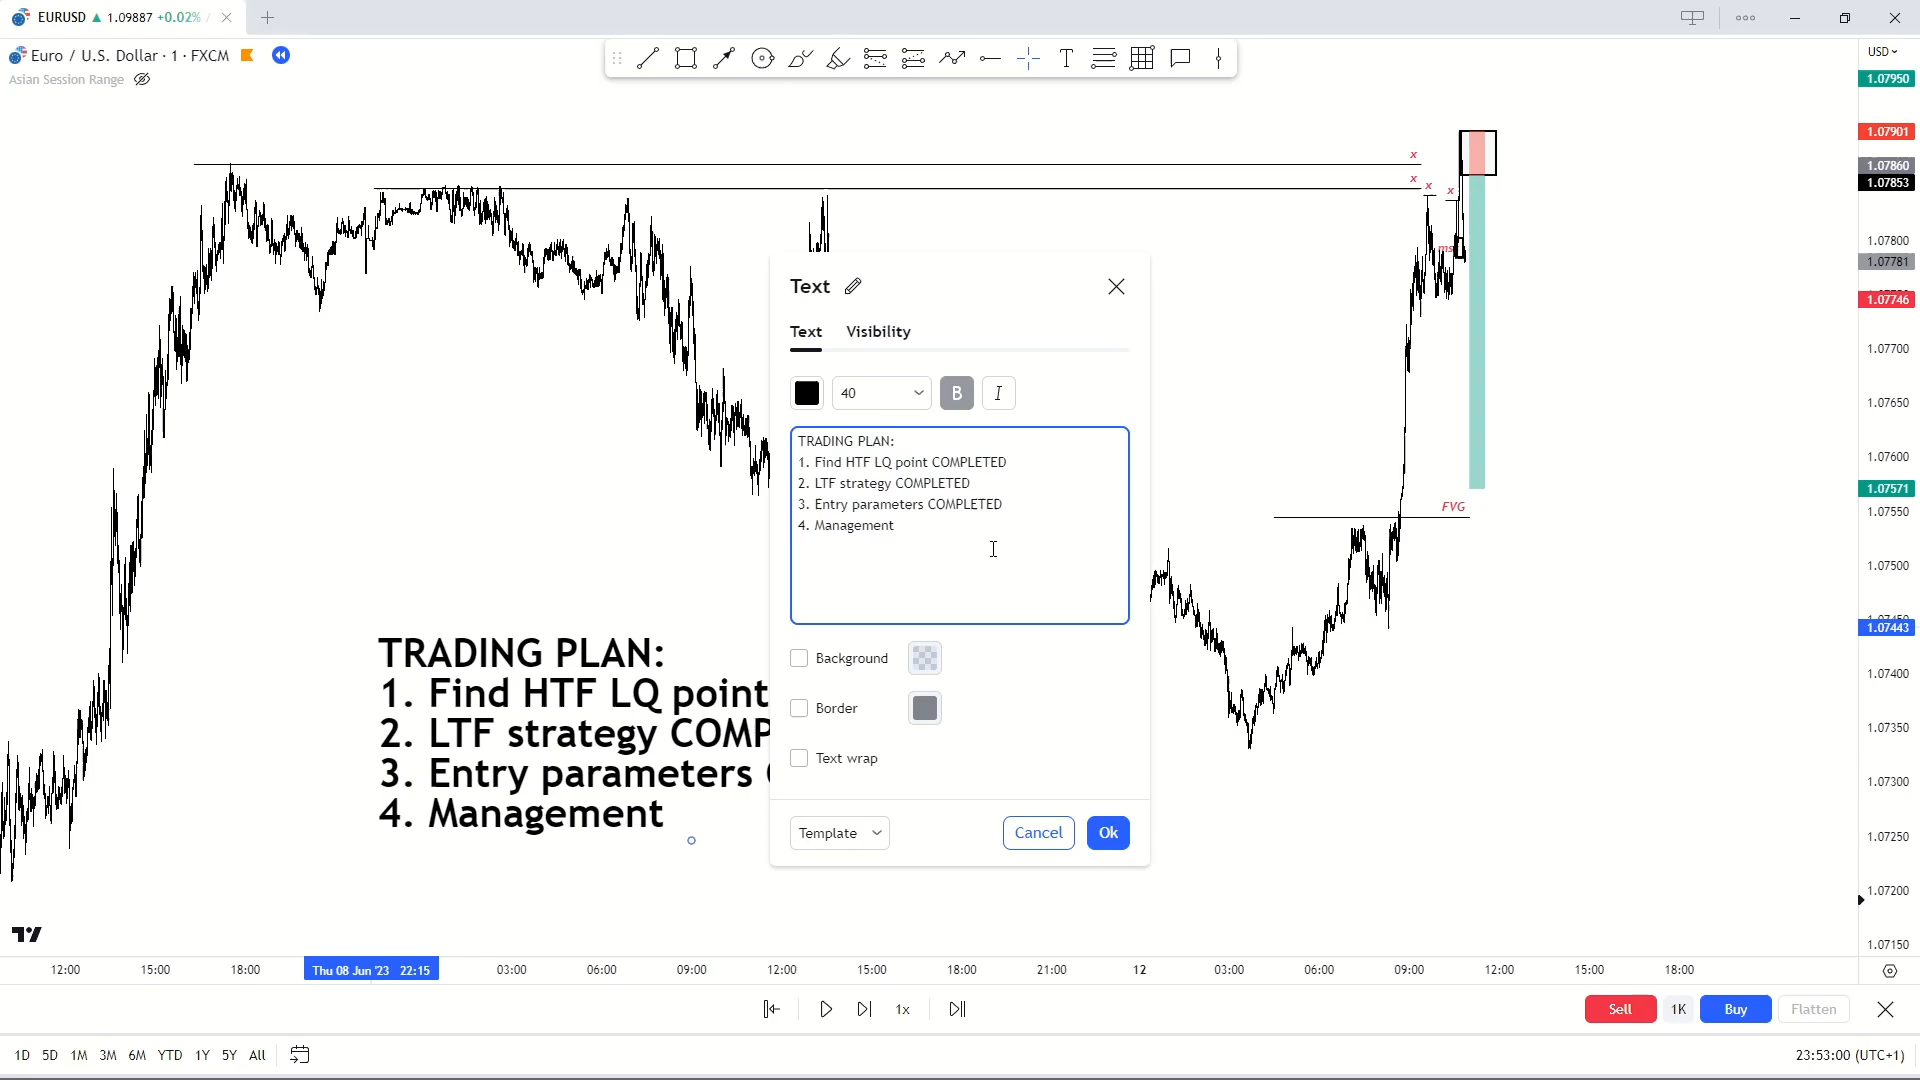 EURUSD ▲ 1.09887 +0.02% /
Euro / U.S. Dollar · 1 · FXCM
Asian Session Range
USD
1.07950
1.07901
1.07860
1.07853
1.07800
1.07781
1.07746
1.07700
1.07650
1.07600
1.07571
1.07550
1.07500
1.07443
1.07400
1.07350
1.07300
1.07250
1.07200
1.07150
x
x
x
x
ms
FVG
Text
Text Visibility
40 B I
TRADING PLAN:
1. Find HTF LQ point COMPLETED
2. LTF strategy COMPLETED
3. Entry parameters COMPLETED
4. Management
Background
Border
Text wrap
Template Cancel Ok
TRADING PLAN:
1. Find HTF LQ point
2. LTF strategy COMP
3. Entry parameters
4. Management
12:00 15:00 18:00 Thu 08 Jun '23 22:15 03:00 06:00 09:00 12:00 15:00 18:00 21:00 12 03:00 06:00 09:00 12:00 15:00 18:00
1x
Sell 1K Buy Flatten
1D 5D 1M 3M 6M YTD 1Y 5Y All
23:53:00 (UTC+1)